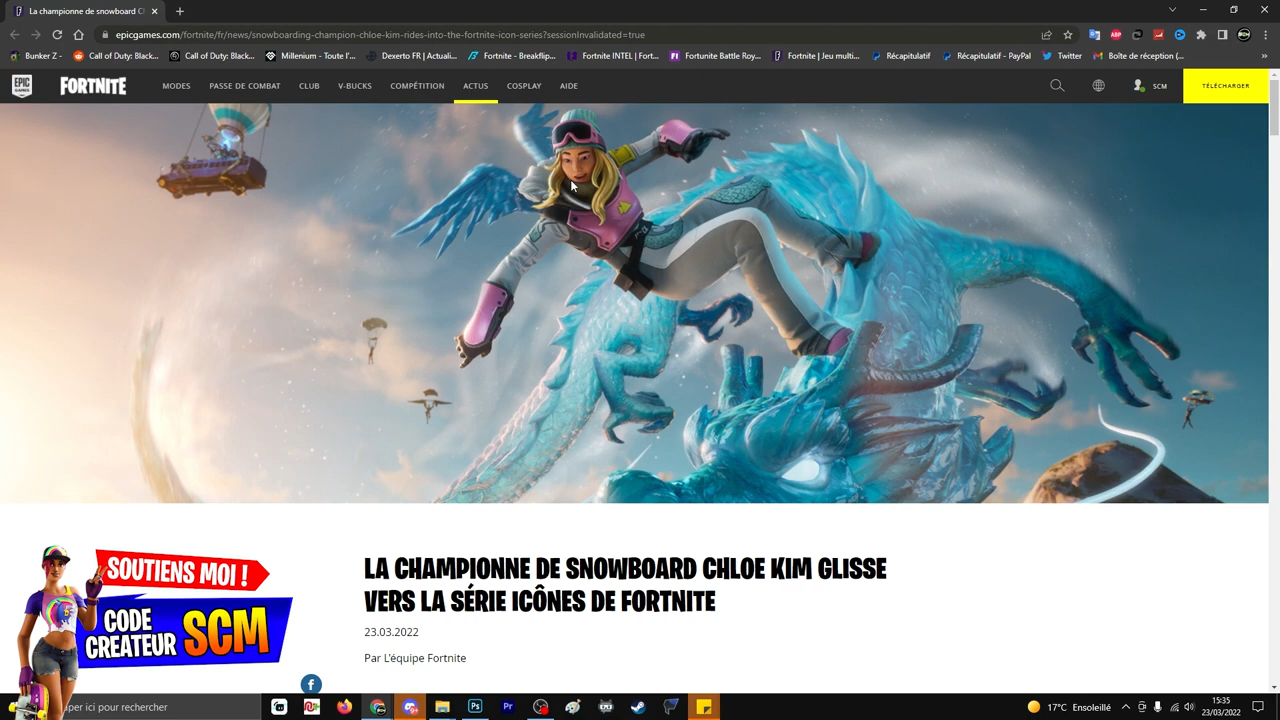 La championne de snowboard C
epicgames.com/fortnite/fr/news/snowboarding-champion-chloe-kim-rides-into-the-fortnite-icon-series?sessionInvalidated=true
Bunker Z -
Call of Duty: Black...
Call of Duty: Black...
Millenium - Toute l'...
Dexerto FR | Actuali...
Fortnite - Breakflip...
Fortnite INTEL | Fort...
Fortunite Battle Roy...
Fortnite | Jeu multi...
Récapitulatif
Récapitulatif - PayPal
Twitter
Boîte de réception (...
»
EPIC GAMES
FORTNITE
MODES
PASSE DE COMBAT
CLUB
V-BUCKS
COMPÉTITION
ACTUS
COSPLAY
AIDE
SCM
TÉLÉCHARGER
SOUTIENS MOI !
CODE
CREATEUR SCM
LA CHAMPIONNE DE SNOWBOARD CHLOE KIM GLISSE
VERS LA SÉRIE ICÔNES DE FORTNITE
23.03.2022
Par L'équipe Fortnite
per ici pour rechercher
17°C Ensoleillé
15:35
23/03/2022